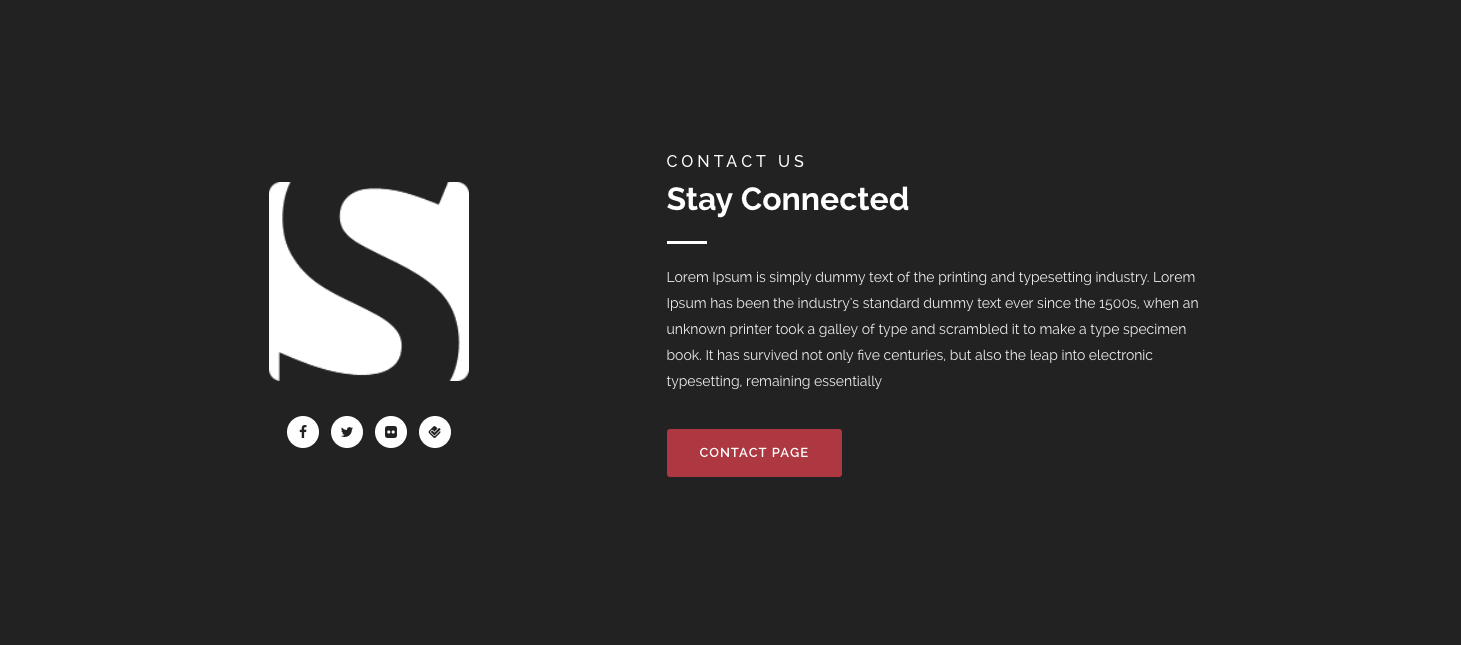 S
CONTACT US
Stay Connected
Lorem Ipsum is simply dummy text of the printing and typesetting industry. Lorem
Ipsum has been the industry's standard dummy text ever since the 1500s, when an
unknown printer took a galley of type and scrambled it to make a type specimen
book. It has survived not only five centuries, but also the leap into electronic
typesetting, remaining essentially
CONTACT PAGE